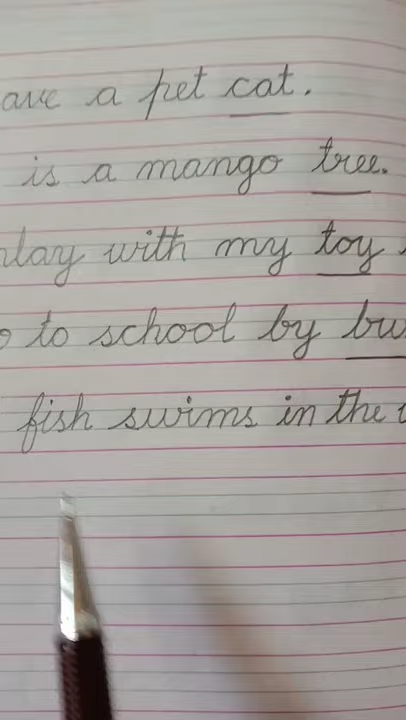 a pet cat.
is a mango tree.
with my toy
to school by
fish swims in the